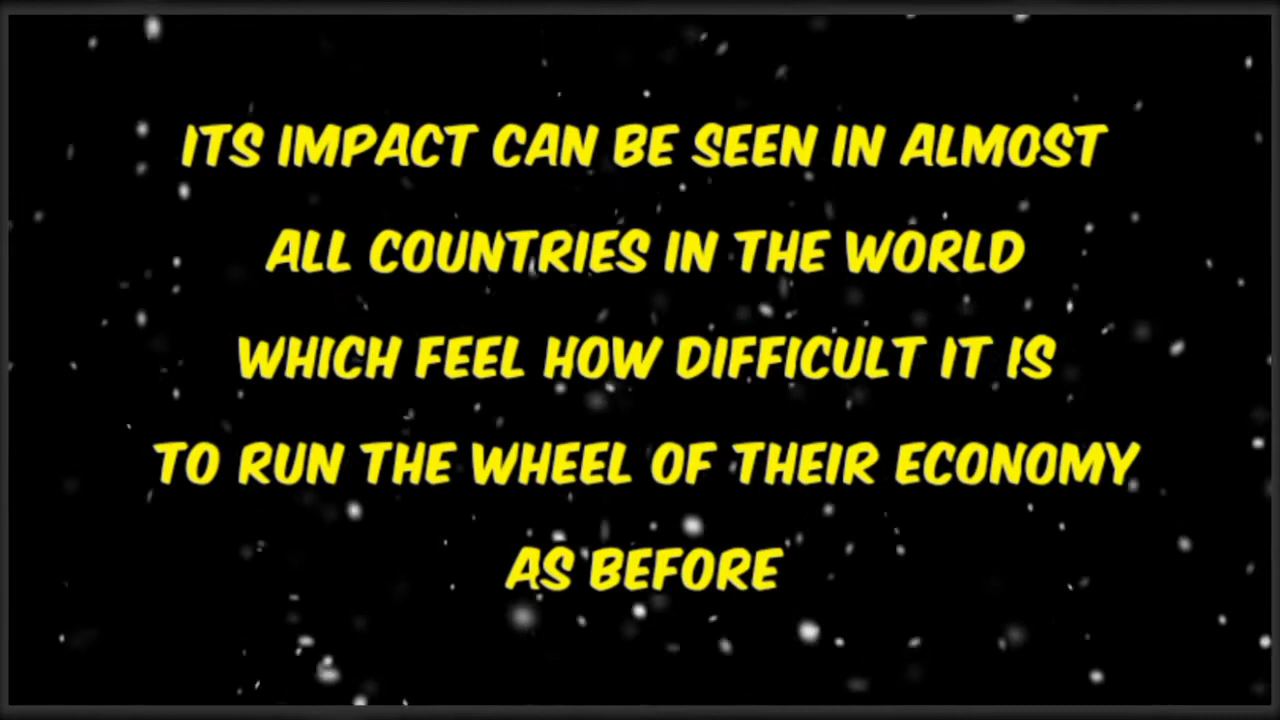 ITS IMPACT CAN BE SEEN IN ALMOST
ALL COUNTRIES IN THE WORLD
WHICH FEEL HOW DIFFICULT IT IS
TO RUN THE WHEEL OF THEIR ECONOMY
AS BEFORE